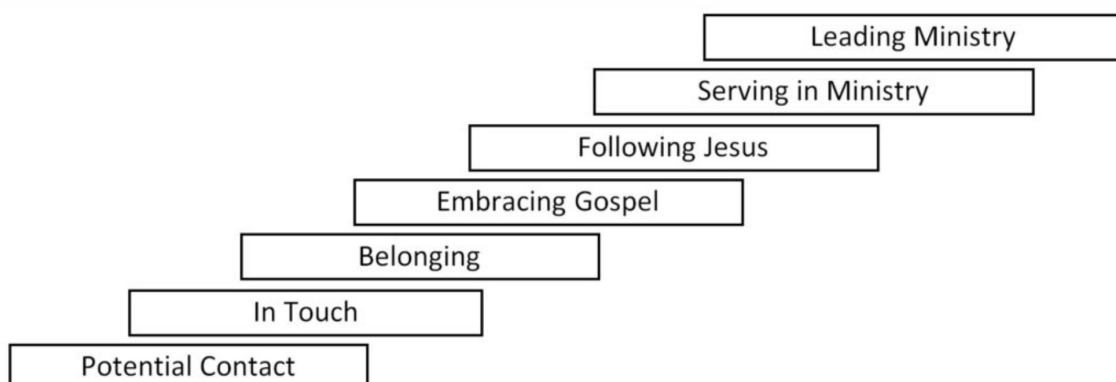 Leading Ministry
Serving in Ministry
Following Jesus
Embracing Gospel
Belonging
In Touch
Potential Contact